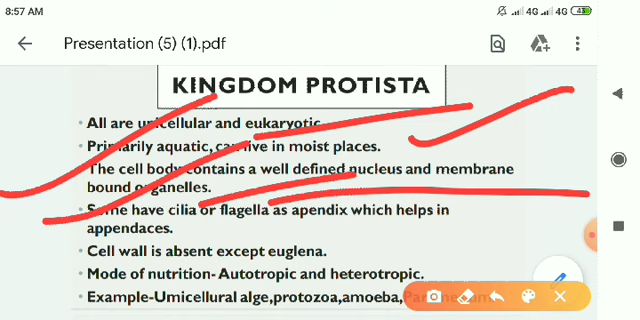 8:57 AM 4G 4G 43
Presentation (5) (1).pdf
KINGDOM PROTISTA
• All are unicellular and eukaryotic
• Primarily aquatic, can live in moist places.
• The cell body contains a well defined nucleus and membrane
bound organelles.
• Some have cilia or flagella as apendix which helps in
appendaces.
• Cell wall is absent except euglena.
• Mode of nutrition- Autotropic and heterotropic.
• Example-Umicellural alge,protozoa,amoeba,